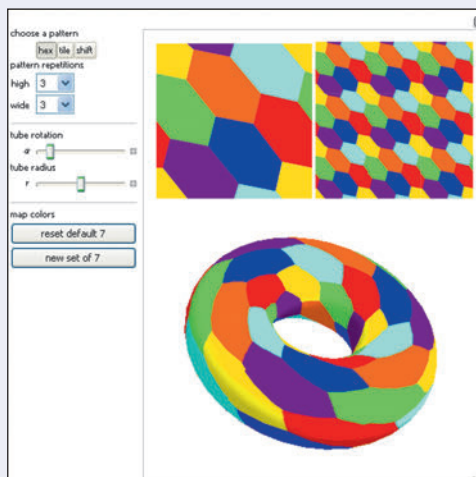 choose a pattern
hex tile shift
pattern repetitions
high 3
wide 3
tube rotation
α
tube radius
r
map colors
reset default 7
new set of 7